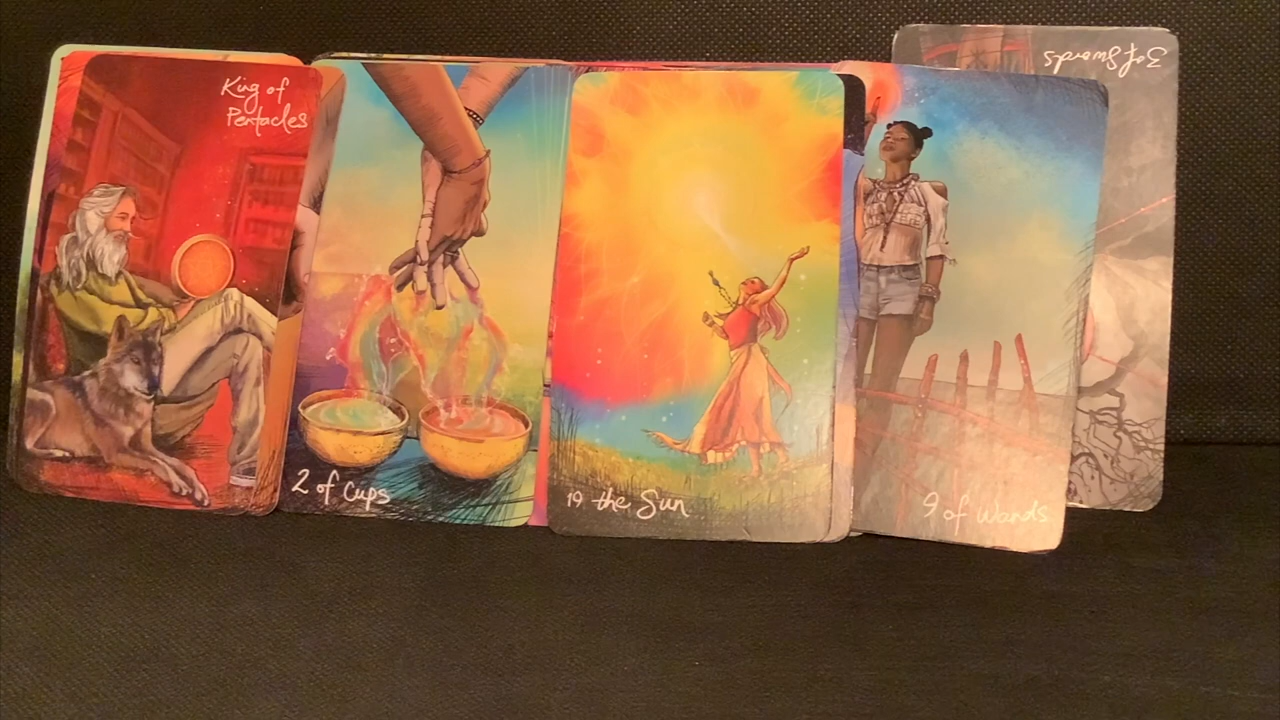 King of
Pentacles
2 of Cups
19 the Sun
9 of Wands
3 of Swords